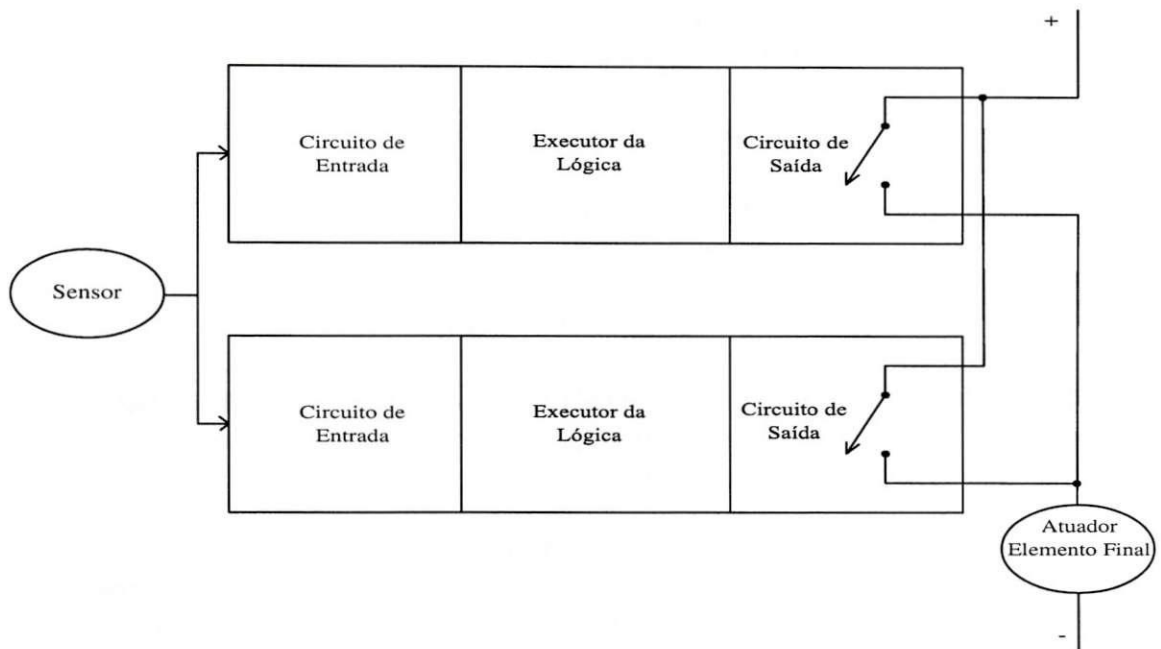 +
Circuito de
Entrada
Executor da
Lógica
Circuito de
Saída
Sensor
Circuito de
Entrada
Executor da
Lógica
Circuito de
Saída
Atuador
Elemento Final
-